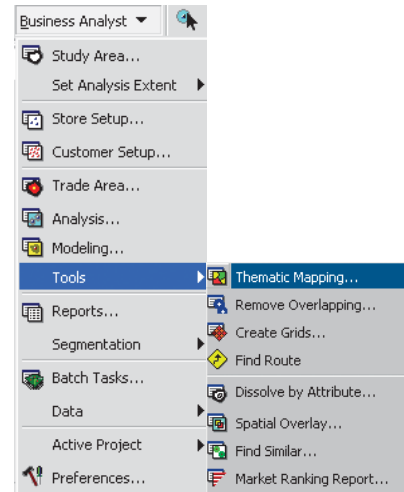 Business Analyst
Study Area...
Set Analysis Extent
Store Setup...
Customer Setup...
Trade Area...
Analysis...
Modeling...
Tools
Reports...
Segmentation
Batch Tasks...
Data
Active Project
Preferences...
Thematic Mapping...
Remove Overlapping...
Create Grids...
Find Route
Dissolve by Attribute...
Spatial Overlay...
Find Similar...
Market Ranking Report...